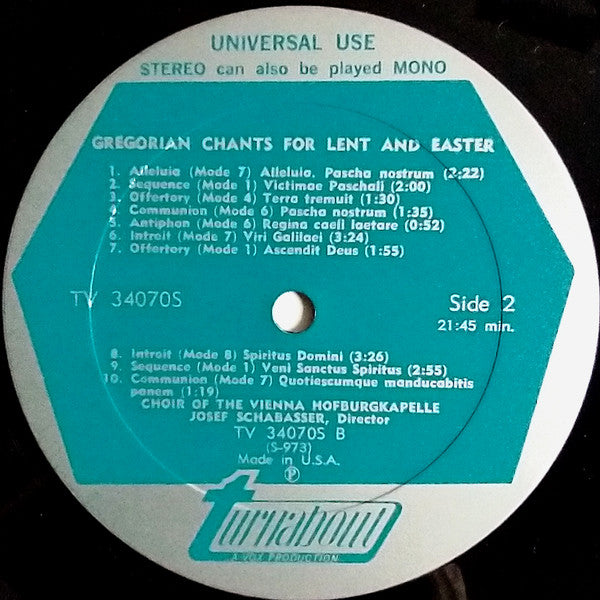 UNIVERSAL USE
STEREO can also be played MONO
GREGORIAN CHANTS FOR LENT AND EASTER
1. Alleluia (Mode 7) Alleluia. Pascha nostrum (2:22)
2. Sequence (Mode 1) Victimae Paschali (2:00)
3. Offertory (Mode 4) Terra tremuit (1:30)
4. Communion (Mode 6) Pascha nostrum (1:35)
5. Antiphon (Mode 6) Regina caeli laetare (0:52)
6. Introit (Mode 7) Viri Galilaei (3:24)
7. Offertory (Mode 1) Ascendit Deus (1:55)
TV 34070S
Side 2
21:45 min.
8. Introit (Mode 8) Spiritus Domini (3:26)
9. Sequence (Mode 1) Veni Sanctus Spiritus (2:55)
10. Communion (Mode 7) Quotiescumque manducabitis
panem (1:19)
CHOIR OF THE VIENNA HOFBURGKAPELLE
JOSEF SCHABASSER, Director
TV 34070S B
(S-973)
Made in U.S.A.
Ⓟ
turnabout
A VOX PRODUCTION